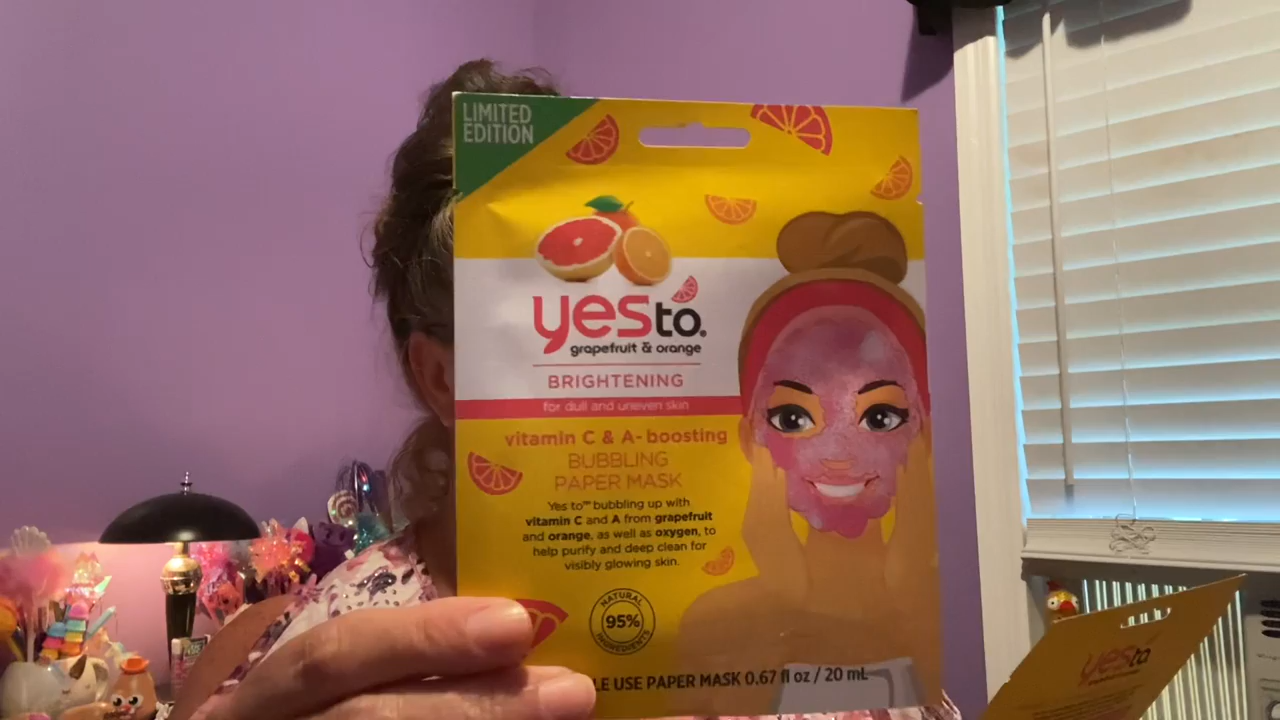 LIMITED
EDITION
yes to.
grapefruit & orange
BRIGHTENING
for dull and uneven skin
vitamin C & A-boosting
BUBBLING
PAPER MASK
Yes to™ bubbling up with
vitamin C and A from grapefruit
and orange, as well as oxygen, to
help purify and deep clean for
visibly glowing skin.
NATURAL
95%
INGREDIENTS
LE USE PAPER MASK 0.67 fl oz / 20 mL
yes to